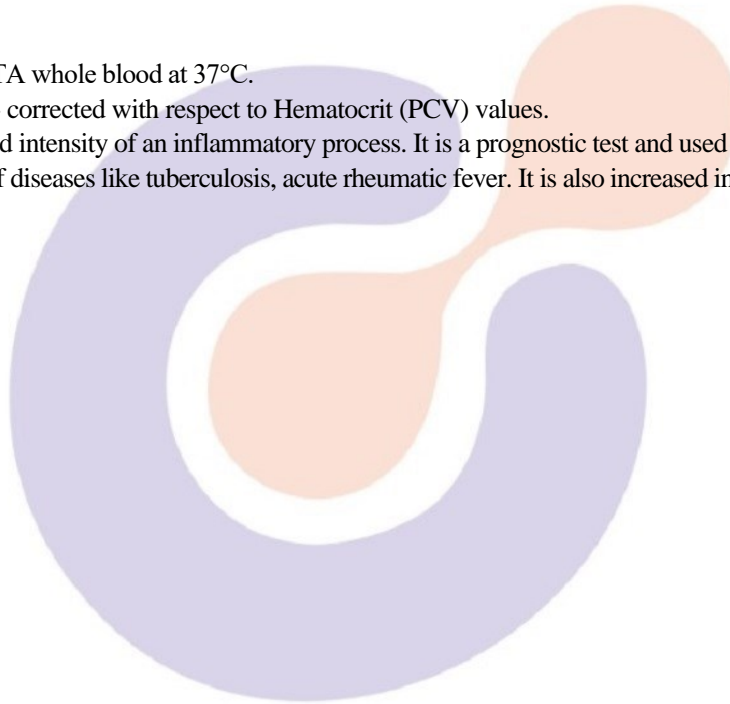 TA whole blood at 37°C.
corrected with respect to Hematocrit (PCV) values.
d intensity of an inflammatory process. It is a prognostic test and used
f diseases like tuberculosis, acute rheumatic fever. It is also increased in